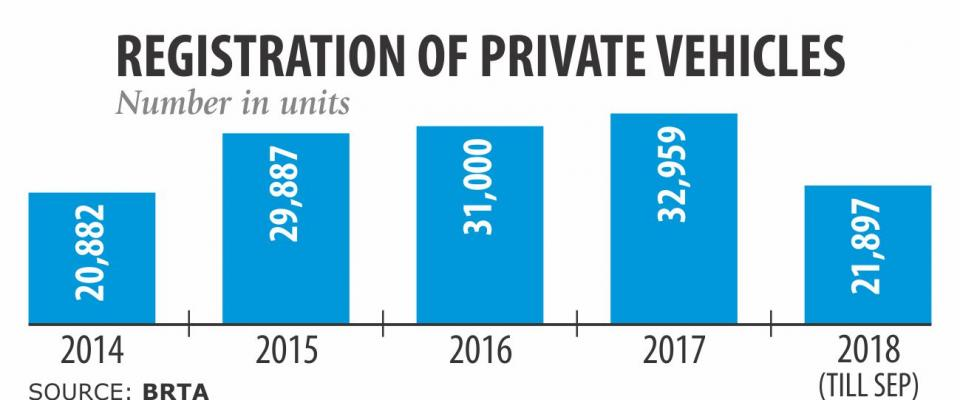 REGISTRATION OF PRIVATE VEHICLES
Number in units
20,882
29,887
31,000
32,959
21,897
2014
2015
2016
2017
2018
(TILL SEP)
SOURCE: BRTA